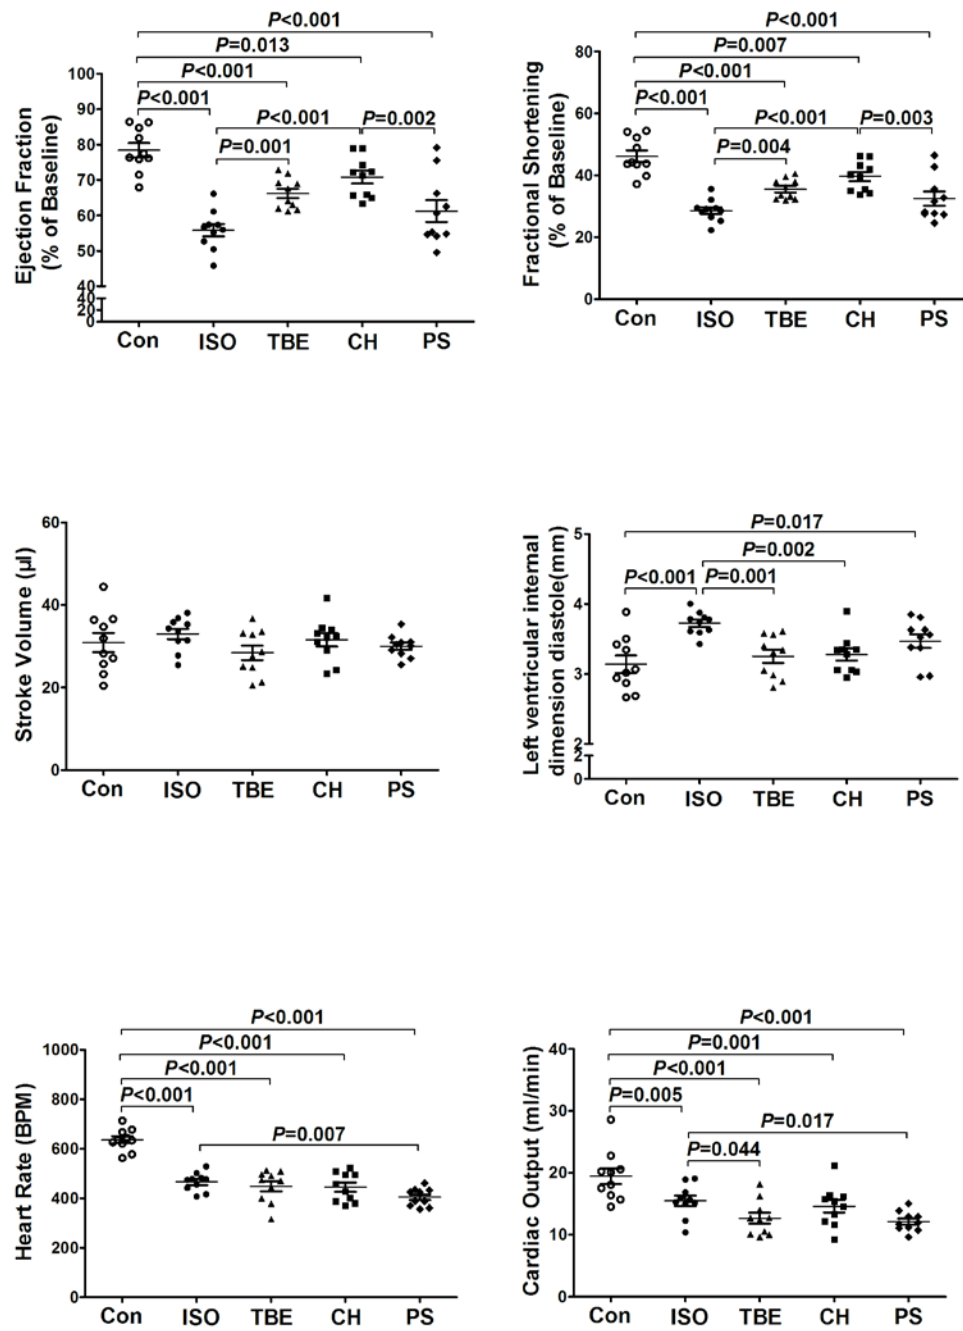 P<0.001
P=0.013
P<0.001
P<0.001
P<0.001
P=0.002
P=0.001
Ejection Fraction
(% of Baseline)
100
90
80
70
60
50
40
40
20
0
Con ISO TBE CH PS
P<0.001
P=0.007
P<0.001
P<0.001
P<0.001
P=0.003
P=0.004
Fractional Shortening
(% of Baseline)
80
60
40
20
0
Con ISO TBE CH PS
Stroke Volume (µl)
60
40
20
0
Con ISO TBE CH PS
P=0.017
P=0.002
P<0.001
P=0.001
Left ventricular internal
dimension diastole(mm)
5
4
3
2
2
0
Con ISO TBE CH PS
P<0.001
P<0.001
P<0.001
P<0.001
P=0.007
Heart Rate (BPM)
1000
800
600
400
200
0
Con ISO TBE CH PS
P<0.001
P=0.001
P<0.001
P=0.005
P=0.017
P=0.044
Cardiac Output (ml/min)
40
30
20
10
0
Con ISO TBE CH PS